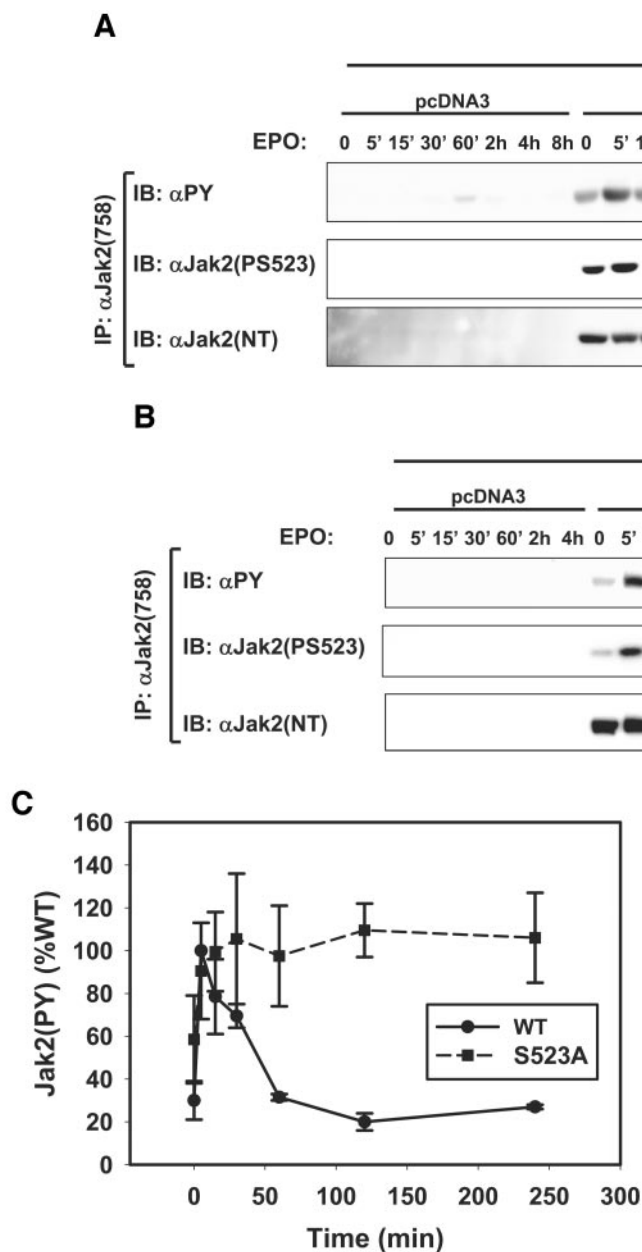 A
pcDNA3
EPO: 0 5' 15' 30' 60' 2h 4h 8h 0 5' 1
IP: αJak2(758)
IB: αPY
IB: αJak2(PS523)
IB: αJak2(NT)
B
pcDNA3
EPO: 0 5' 15' 30' 60' 2h 4h 0 5'
IP: αJak2(758)
IB: αPY
IB: αJak2(PS523)
IB: αJak2(NT)
C
160
140
120
100
80
60
40
20
0
Jak2(PY) (%WT)
WT
S523A
0 50 100 150 200 250 300
Time (min)